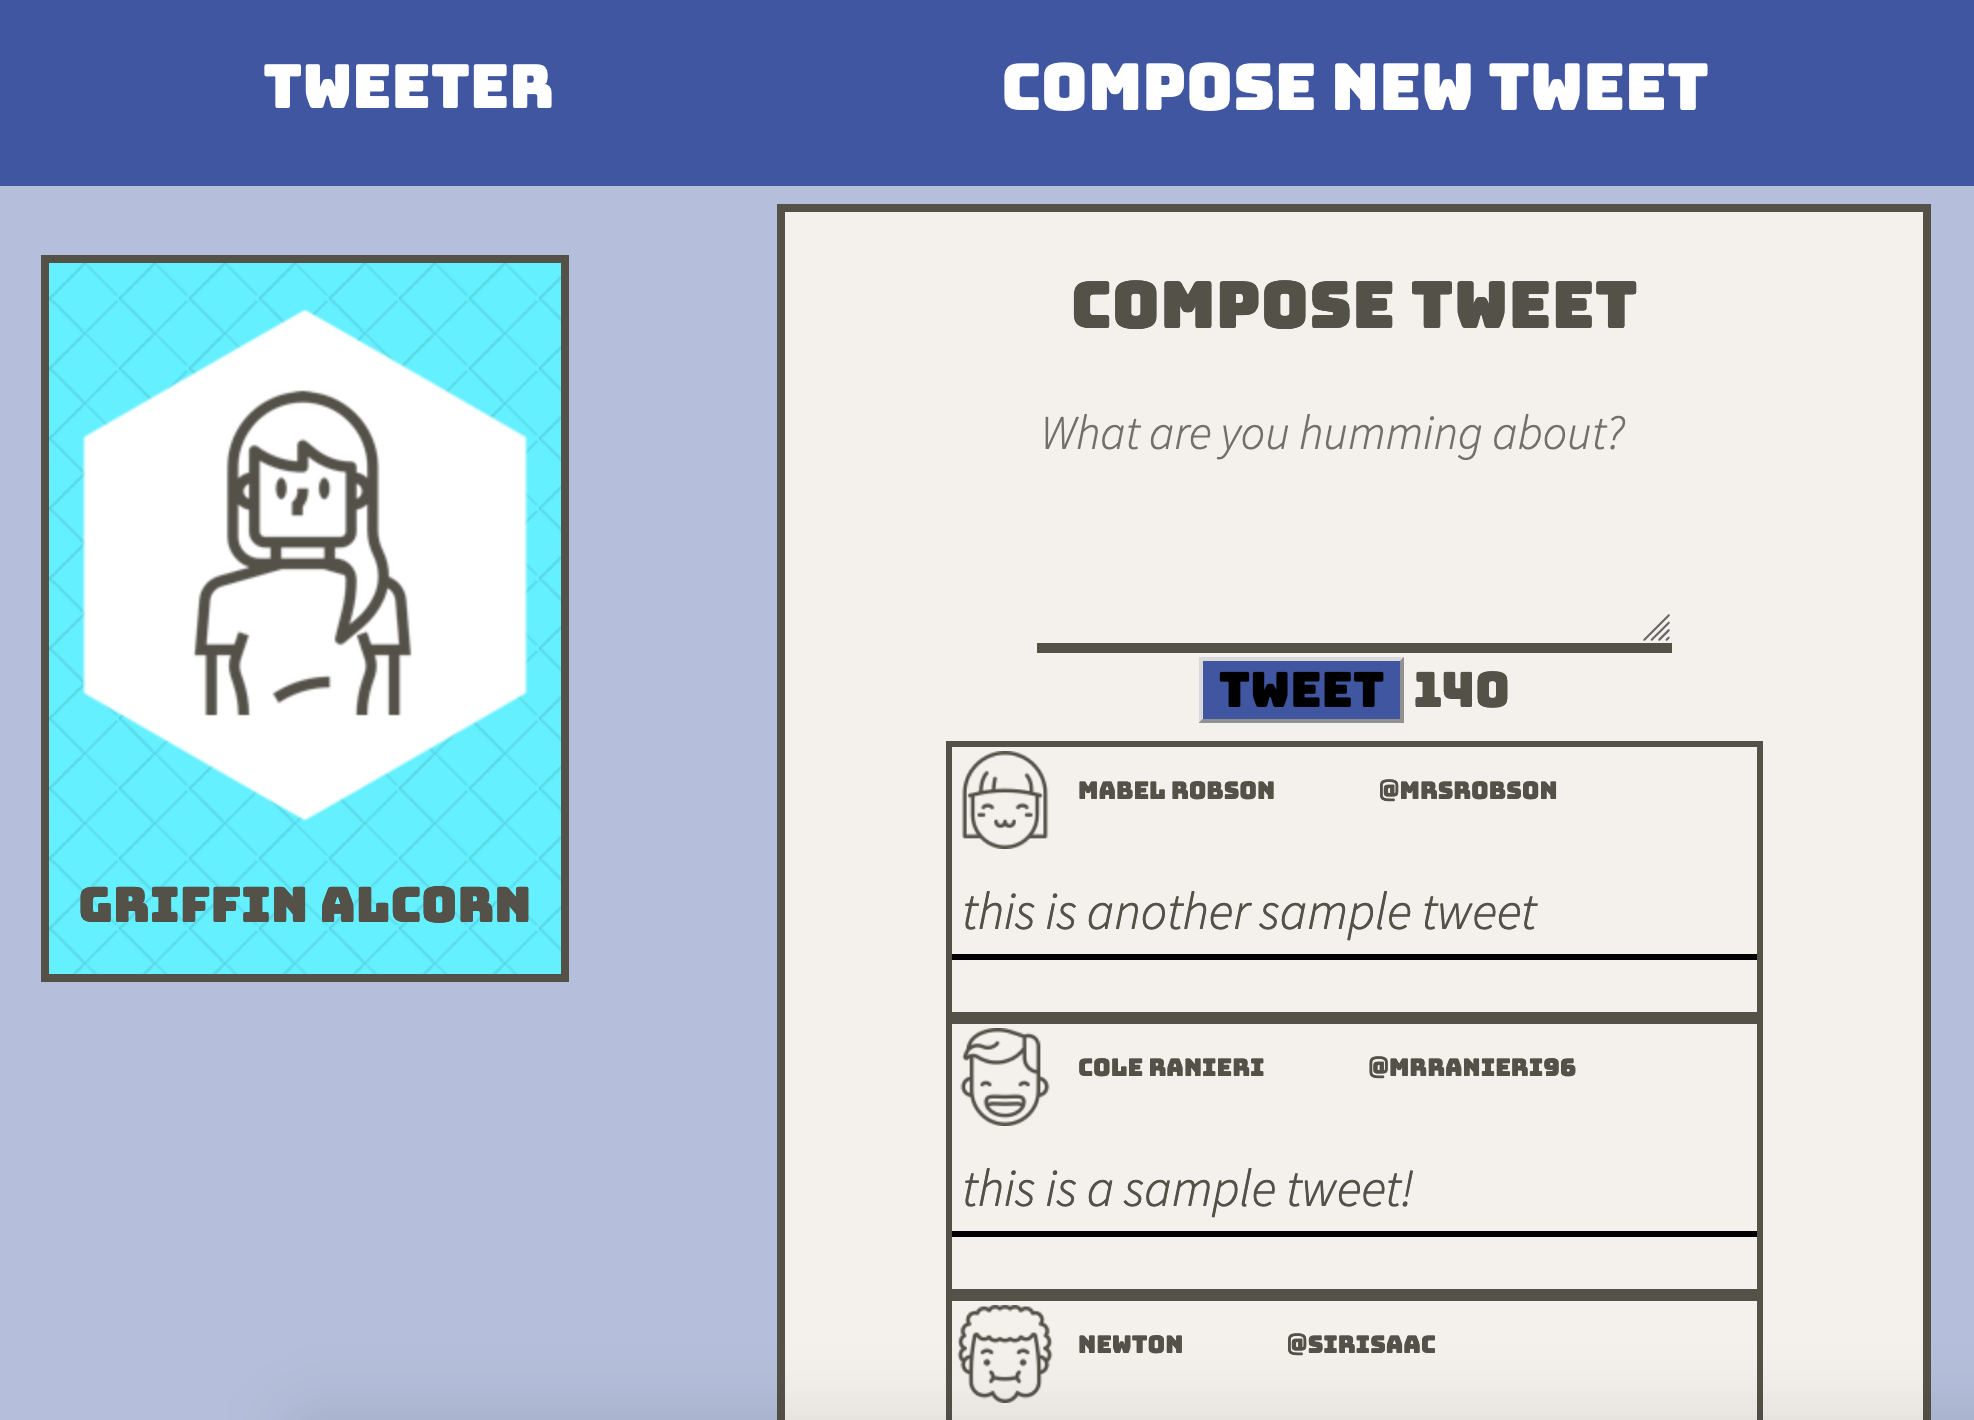 TWEETER
COMPOSE NEW TWEET
GRIFFIN ALCORN
COMPOSE TWEET
What are you humming about?
TWEET 140
MABEL ROBSON @MRSROBSON
this is another sample tweet
COLE RANIERI @MRRANIERI96
this is a sample tweet!
NEWTON @SIRISAAC